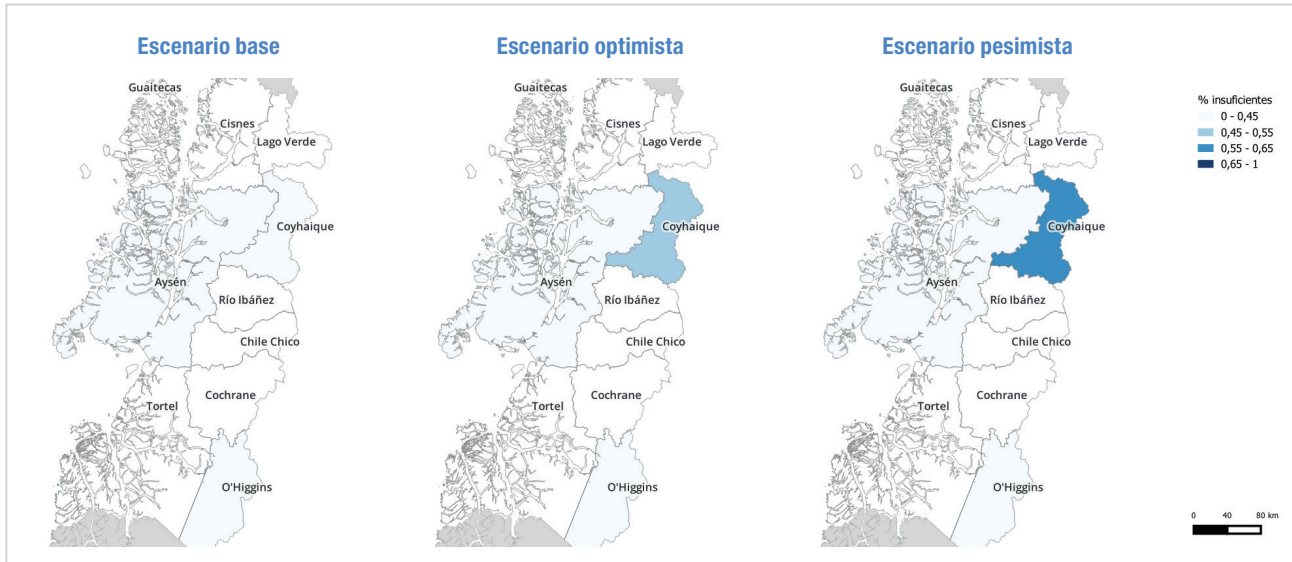 Escenario base
Guaitecas
Cisnes
Lago Verde
Coyhaique
Aysén
Río Ibáñez
Chile Chico
Cochrane
Tortel
O'Higgins
Escenario optimista
Guaitecas
Cisnes
Lago Verde
Coyhaique
Aysén
Río Ibáñez
Chile Chico
Cochrane
Tortel
O'Higgins
Escenario pesimista
Guaitecas
Cisnes
Lago Verde
Coyhaique
Aysén
Río Ibáñez
Chile Chico
Cochrane
Tortel
O'Higgins
% insuficientes
0 - 0,45
0,45 - 0,55
0,55 - 0,65
0,65 - 1
0 40 80 km